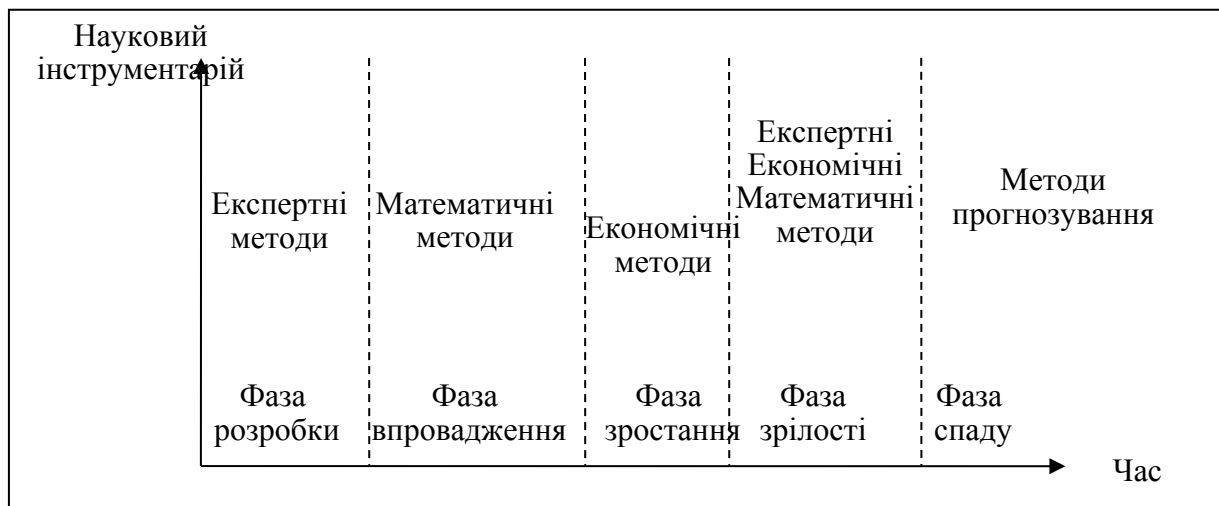 Науковий
інструментарій
Експертні
методи
Математичні
методи
Економічні
методи
Експертні
Економічні
Математичні
методи
Методи
прогнозування
Фаза
розробки
Фаза
впровадження
Фаза
зростання
Фаза
зрілості
Фаза
спаду
Час